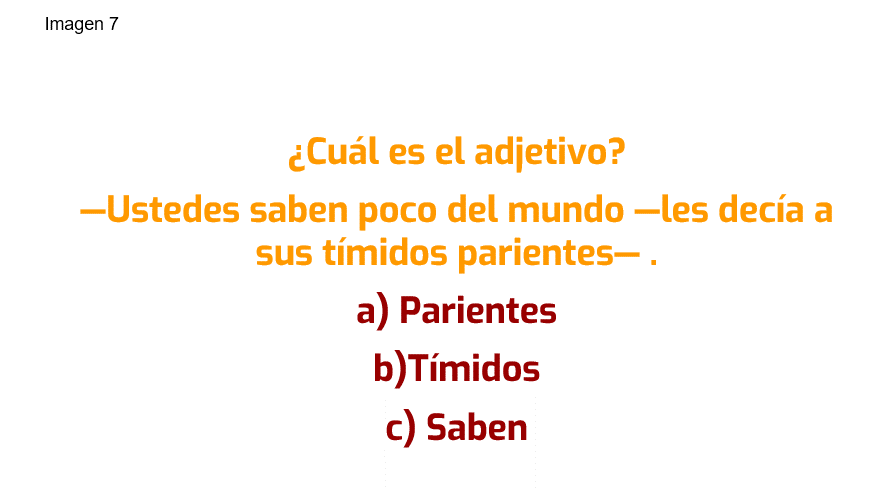 Imagen 7
¿Cuál es el adjetivo?
—Ustedes saben poco del mundo —les decía a
sus tímidos parientes— .
a) Parientes
b)Tímidos
c) Saben